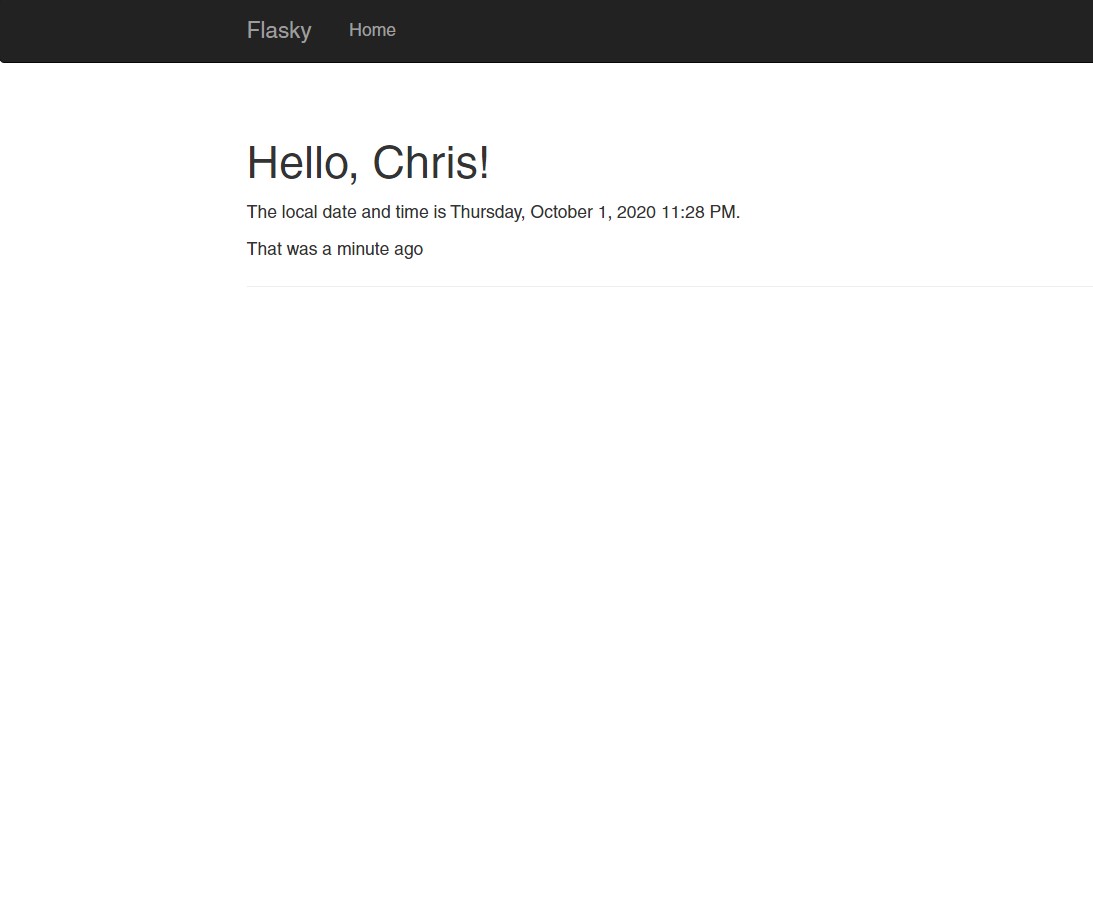 Flasky Home
Hello, Chris!
The local date and time is Thursday, October 1, 2020 11:28 PM.
That was a minute ago